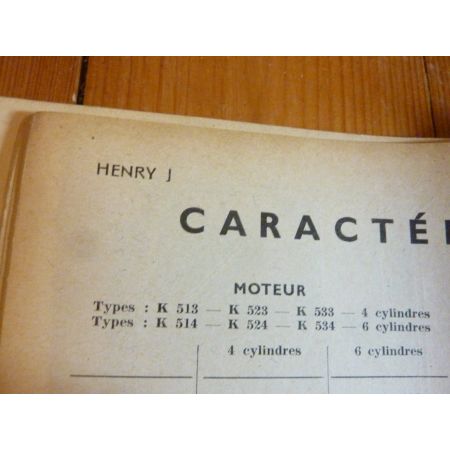 HENRY J
CARACTÉ
MOTEUR
Types : K 513 — K 523 — K 533 — 4 cylindres
Types : K 514 — K 524 — K 534 — 6 cylindres
4 cylindres 6 cylindres